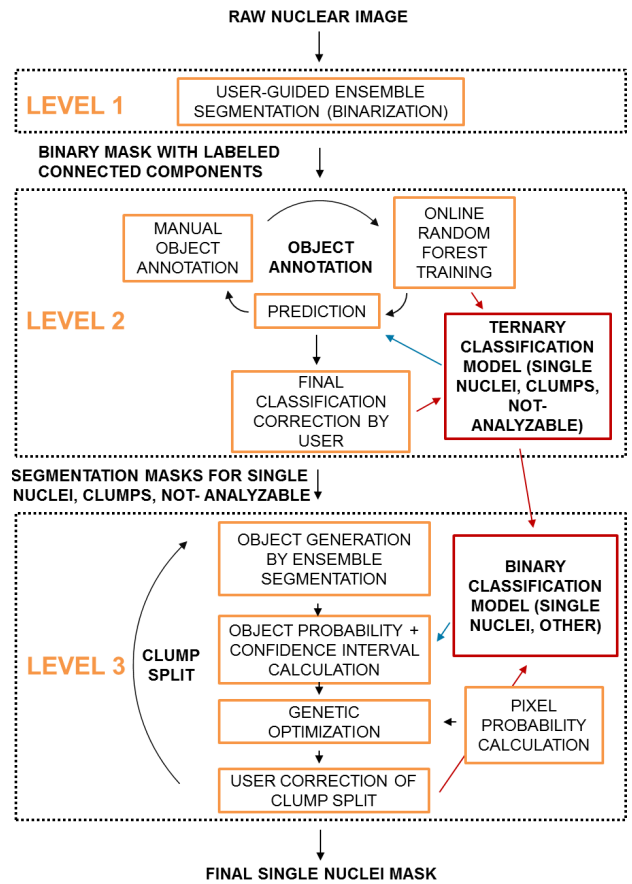 RAW NUCLEAR IMAGE
LEVEL 1
USER-GUIDED ENSEMBLE
SEGMENTATION (BINARIZATION)
BINARY MASK WITH LABELED
CONNECTED COMPONENTS
LEVEL 2
MANUAL
OBJECT
ANNOTATION
OBJECT
ANNOTATION
ONLINE
RANDOM
FOREST
TRAINING
PREDICTION
TERNARY
CLASSIFICATION
MODEL (SINGLE
NUCLEI, CLUMPS,
NOT-
ANALYZABLE)
FINAL
CLASSIFICATION
CORRECTION BY
USER
SEGMENTATION MASKS FOR SINGLE
NUCLEI, CLUMPS, NOT- ANALYZABLE
LEVEL 3
CLUMP
SPLIT
OBJECT GENERATION
BY ENSEMBLE
SEGMENTATION
BINARY
CLASSIFICATION
MODEL (SINGLE
NUCLEI, OTHER)
OBJECT PROBABILITY +
CONFIDENCE INTERVAL
CALCULATION
GENETIC
OPTIMIZATION
PIXEL
PROBABILITY
CALCULATION
USER CORRECTION OF
CLUMP SPLIT
FINAL SINGLE NUCLEI MASK